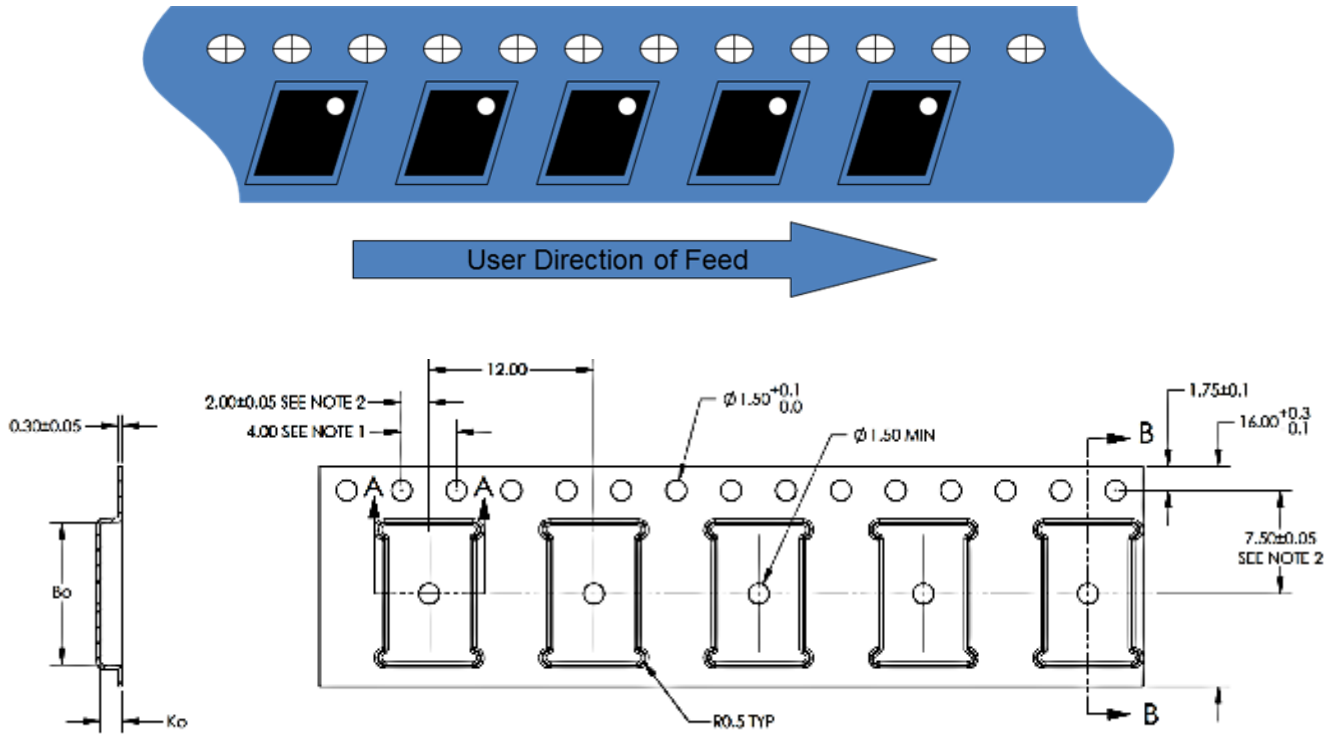 User Direction of Feed
12.00
2.00±0.05 SEE NOTE 2
4.00 SEE NOTE 1
0.30±0.05
Ø1.50 +0.1 0.0
Ø1.50 MIN
1.75±0.1
16.00 +0.3 0.1
B
A A
7.50±0.05
SEE NOTE 2
Bo
Ko
R0.5 TYP
B